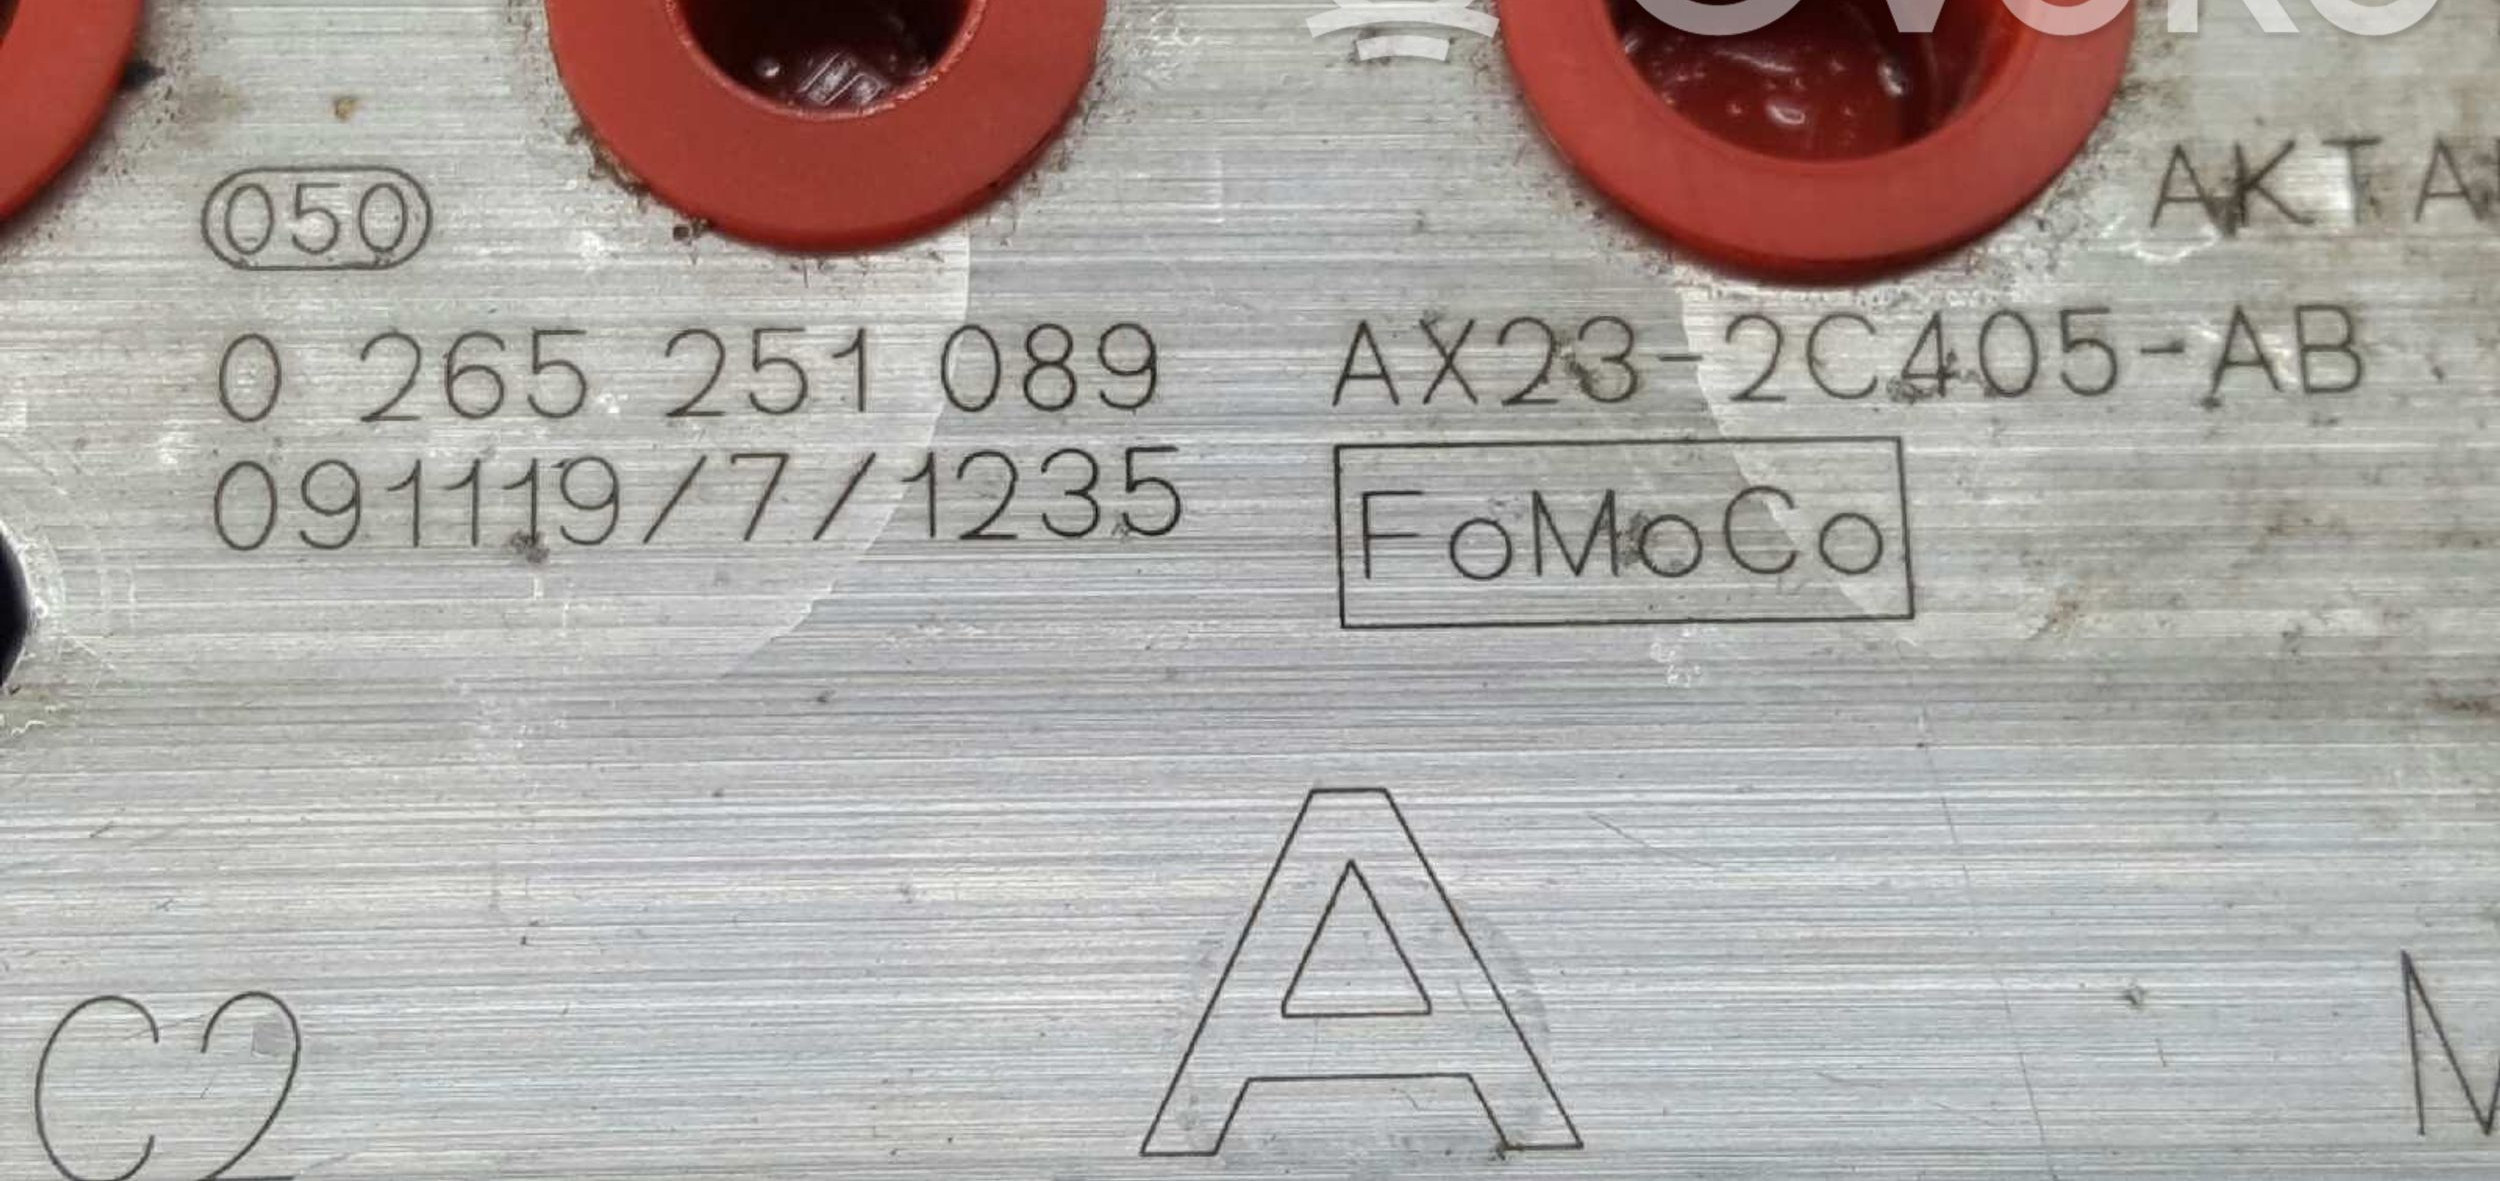 050
AKTA
0 265 251 089 AX23-2C405-AB
091119/7/1235 FoMoCo
A
C2 N